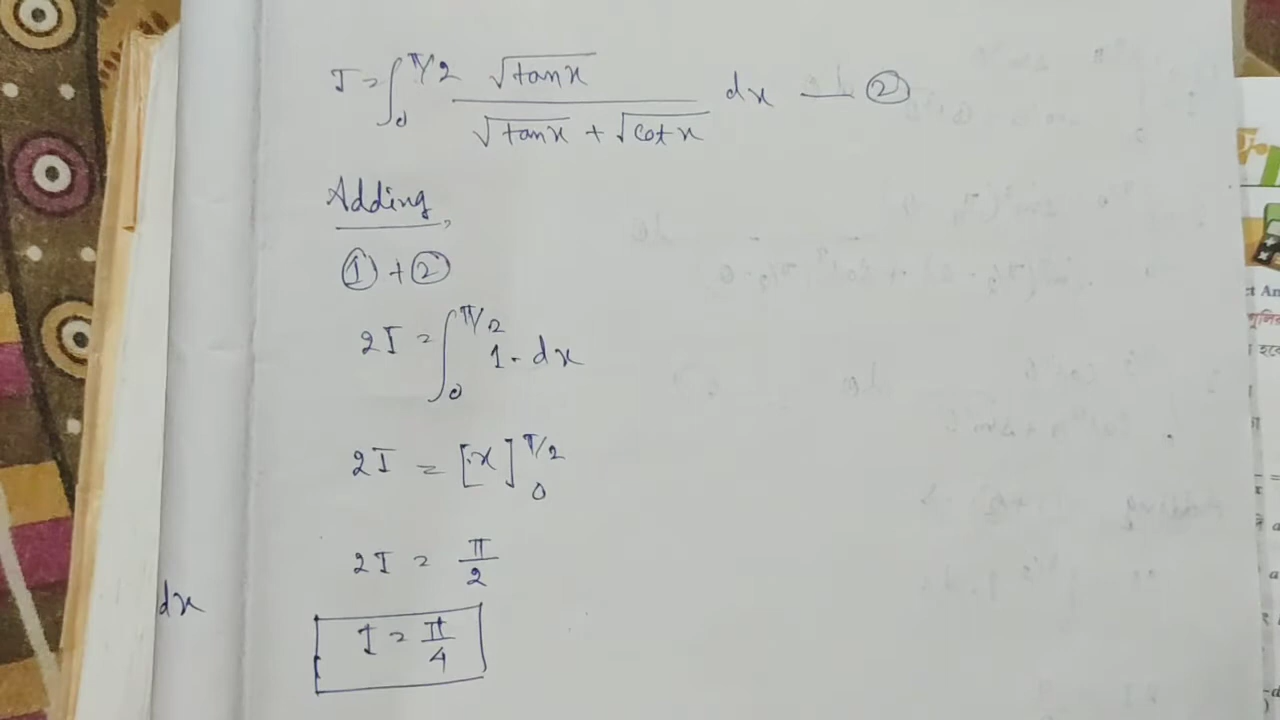 I = ∫₀^π/2 √tanx / (√tanx + √cotx) dx — ②
Adding,
① + ②
2I = ∫₀^π/2 1. dx
2I = [x]₀^π/2
2I = π/2
I = π/4
dx